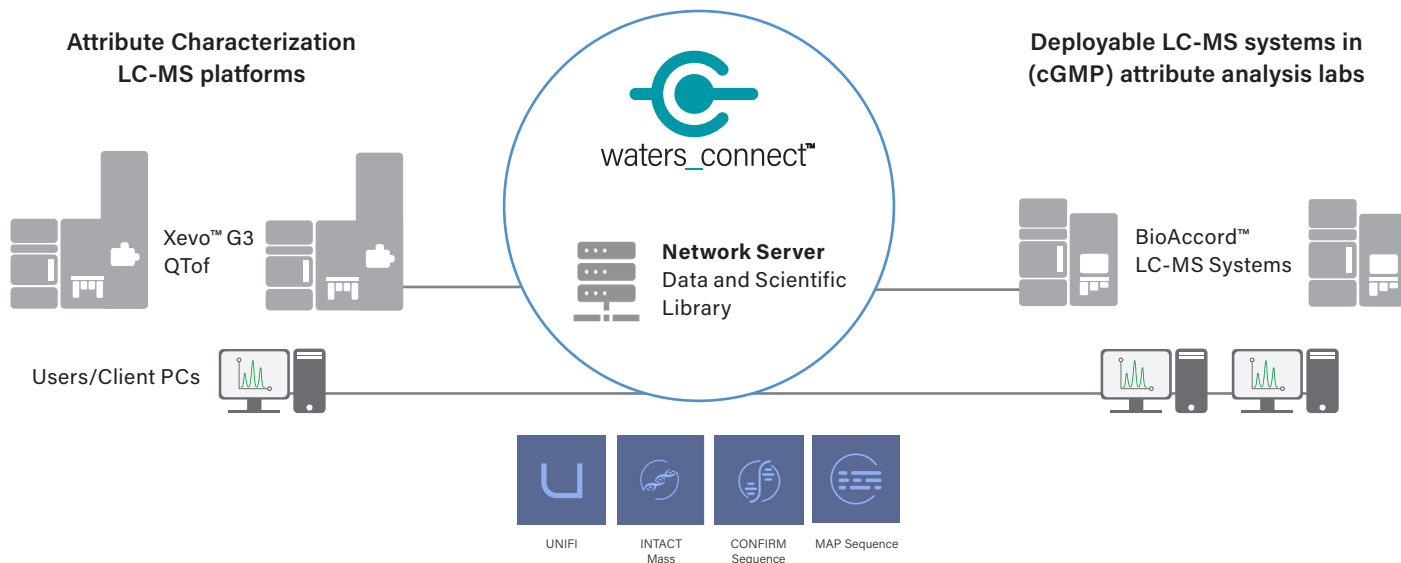 Attribute Characterization
LC-MS platforms
Deployable LC-MS systems in
(cGMP) attribute analysis labs
waters_connect™
Xevo™ G3
QTof
Network Server
Data and Scientific
Library
BioAccord™
LC-MS Systems
Users/Client PCs
UNIFI
INTACT
Mass
CONFIRM
Sequence
MAP Sequence